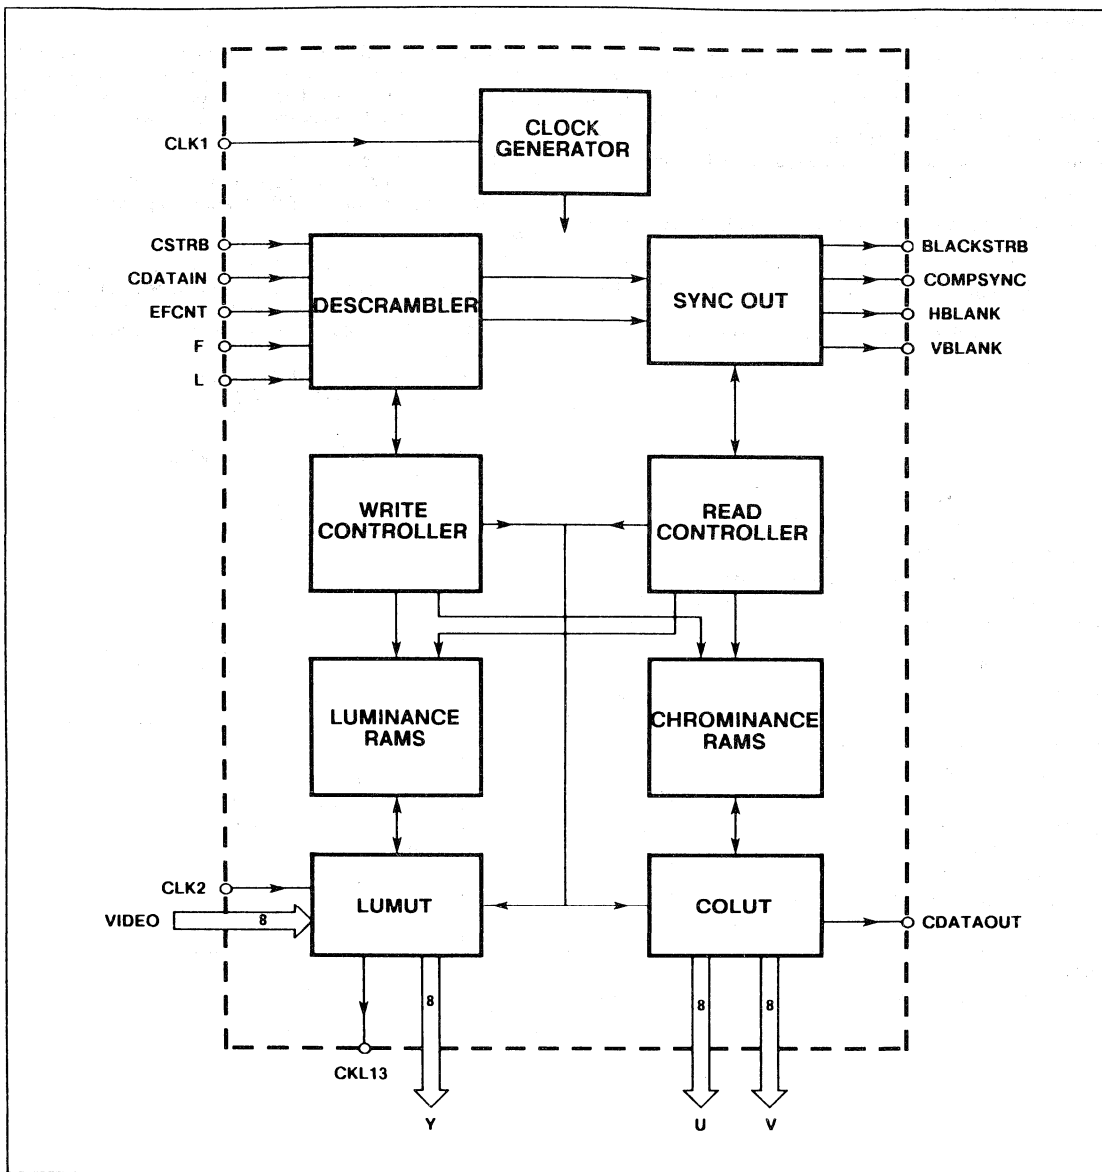 CLOCK
GENERATOR
CLK1
CSTRB
CDATAIN
EFCNT
F
L
DESCRAMBLER
SYNC OUT
BLACKSTRB
COMPSYNC
HBLANK
VBLANK
WRITE
CONTROLLER
READ
CONTROLLER
LUMINANCE
RAMS
CHROMINANCE
RAMS
CLK2
VIDEO
8
LUMUT
COLUT
CDATAOUT
8
8
8
CKL13
Y
U
V